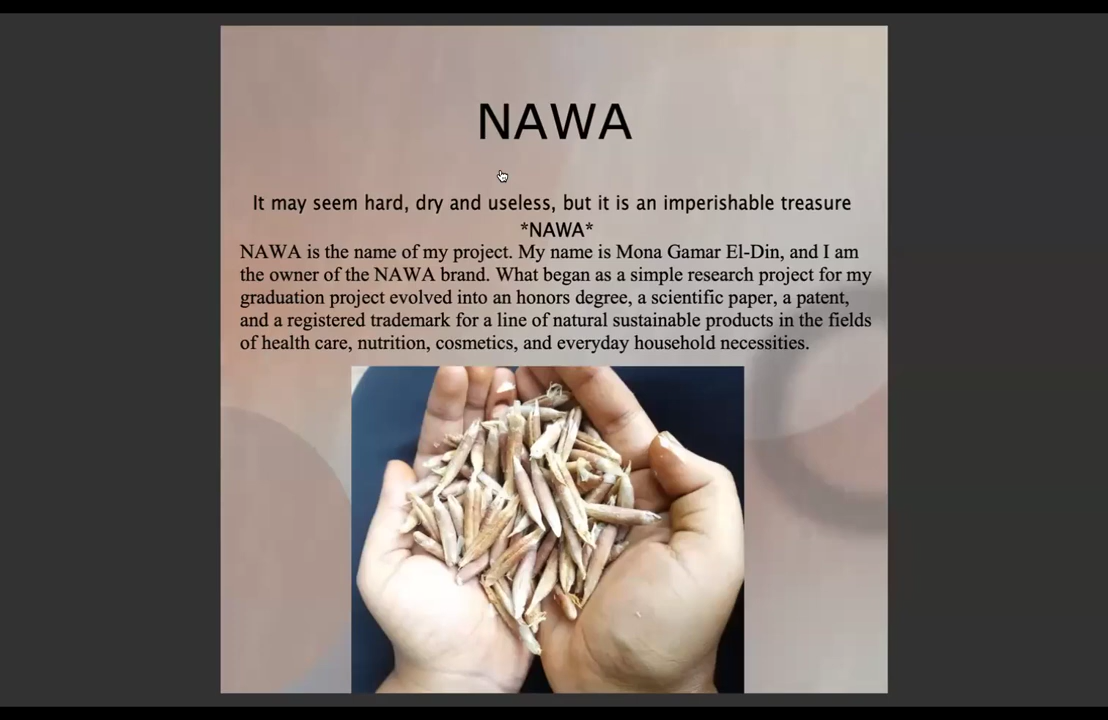 NAWA
It may seem hard, dry and useless, but it is an imperishable treasure
*NAWA*
NAWA is the name of my project. My name is Mona Gamar El-Din, and I am
the owner of the NAWA brand. What began as a simple research project for my
graduation project evolved into an honors degree, a scientific paper, a patent,
and a registered trademark for a line of natural sustainable products in the fields
of health care, nutrition, cosmetics, and everyday household necessities.